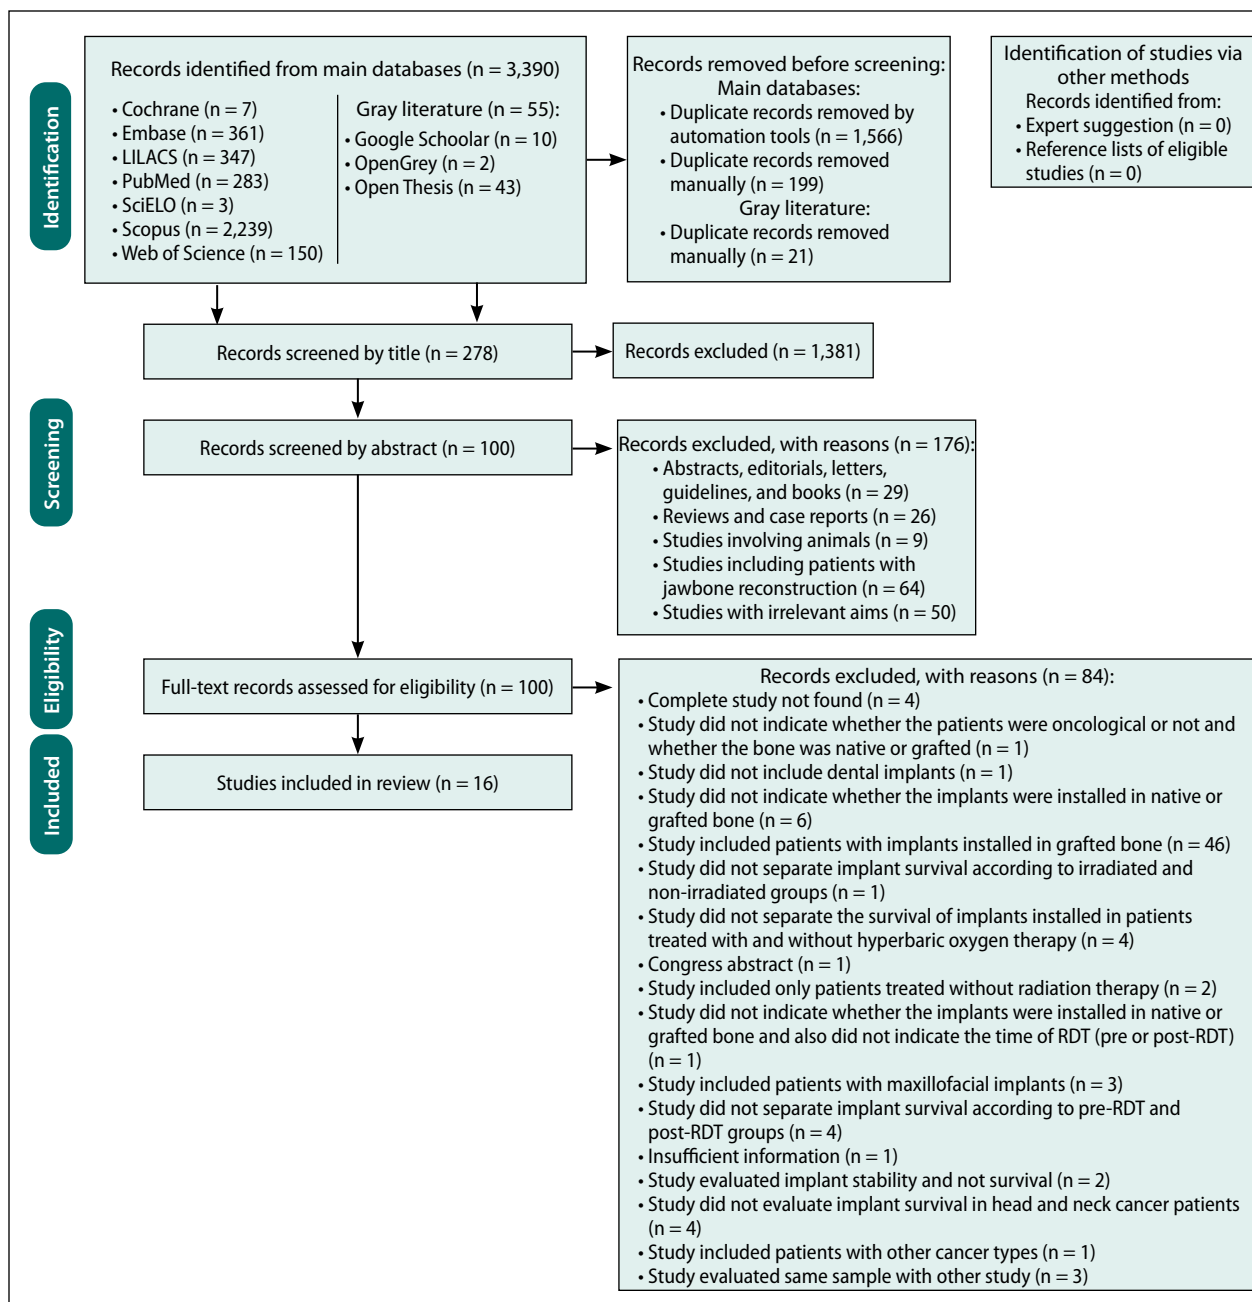 Identification
Records identified from main databases (n = 3,390)
• Cochrane (n = 7)
• Embase (n = 361)
• LILACS (n = 347)
• PubMed (n = 283)
• SciELO (n = 3)
• Scopus (n = 2,239)
• Web of Science (n = 150)
Gray literature (n = 55):
• Google Schoolar (n = 10)
• OpenGrey (n = 2)
• Open Thesis (n = 43)
Records removed before screening:
Main databases:
• Duplicate records removed by
automation tools (n = 1,566)
• Duplicate records removed
manually (n = 199)
Gray literature:
• Duplicate records removed
manually (n = 21)
Identification of studies via
other methods
Records identified from:
• Expert suggestion (n = 0)
• Reference lists of eligible
studies (n = 0)
Records screened by title (n = 278)
Records excluded (n = 1,381)
Screening
Records screened by abstract (n = 100)
Records excluded, with reasons (n = 176):
• Abstracts, editorials, letters,
guidelines, and books (n = 29)
• Reviews and case reports (n = 26)
• Studies involving animals (n = 9)
• Studies including patients with
jawbone reconstruction (n = 64)
• Studies with irrelevant aims (n = 50)
Eligibility
Full-text records assessed for eligibility (n = 100)
Records excluded, with reasons (n = 84):
• Complete study not found (n = 4)
• Study did not indicate whether the patients were oncological or not and
whether the bone was native or grafted (n = 1)
• Study did not include dental implants (n = 1)
• Study did not indicate whether the implants were installed in native or
grafted bone (n = 6)
• Study included patients with implants installed in grafted bone (n = 46)
• Study did not separate implant survival according to irradiated and
non-irradiated groups (n = 1)
• Study did not separate the survival of implants installed in patients
treated with and without hyperbaric oxygen therapy (n = 4)
• Congress abstract (n = 1)
• Study included only patients treated without radiation therapy (n = 2)
• Study did not indicate whether the implants were installed in native or
grafted bone and also did not indicate the time of RDT (pre or post-RDT)
(n = 1)
• Study included patients with maxillofacial implants (n = 3)
• Study did not separate implant survival according to pre-RDT and
post-RDT groups (n = 4)
• Insufficient information (n = 1)
• Study evaluated implant stability and not survival (n = 2)
• Study did not evaluate implant survival in head and neck cancer patients
(n = 4)
• Study included patients with other cancer types (n = 1)
• Study evaluated same sample with other study (n = 3)
Included
Studies included in review (n = 16)